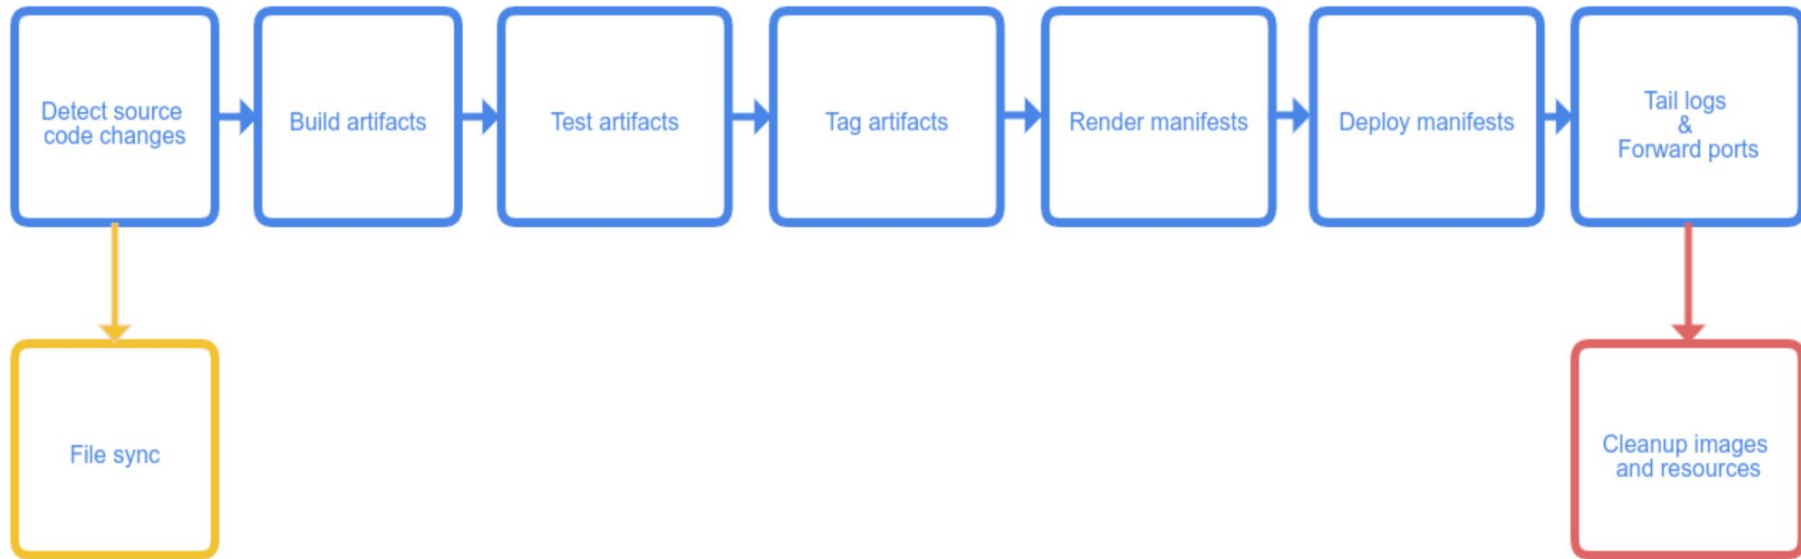 Detect source
code changes
Build artifacts
Test artifacts
Tag artifacts
Render manifests
Deploy manifests
Tail logs
&
Forward ports
File sync
Cleanup images
and resources